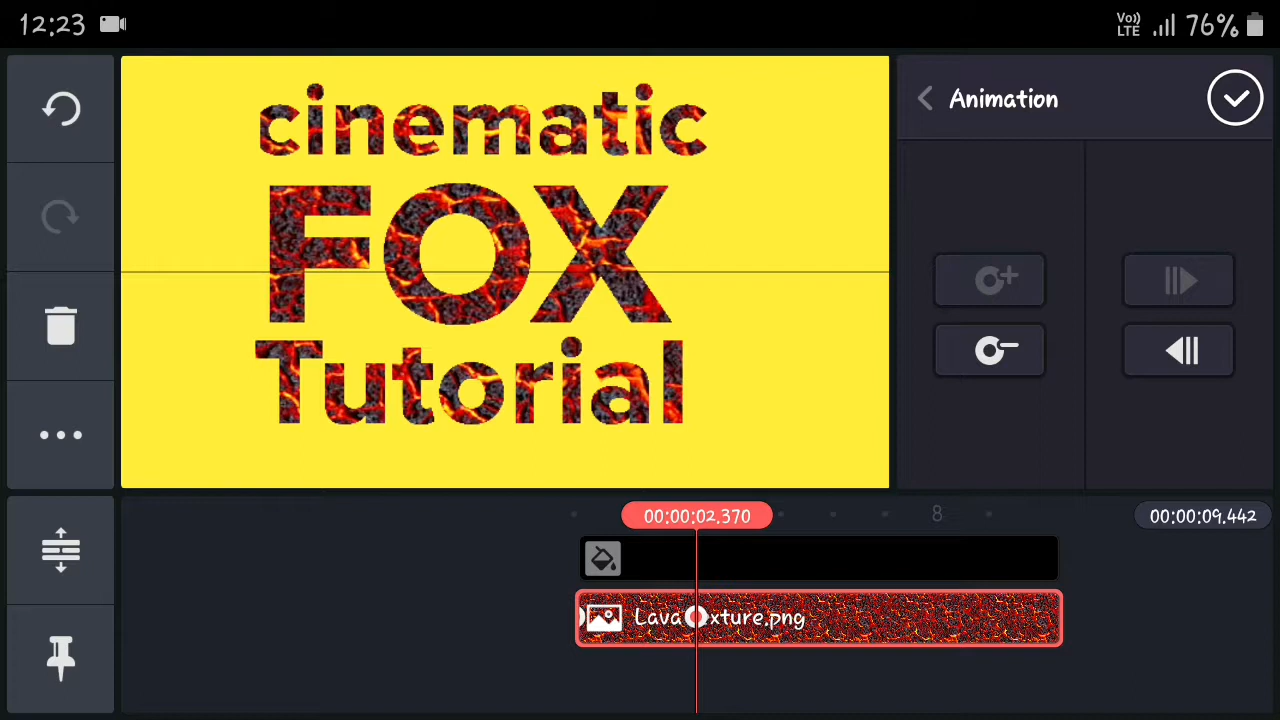 12:23
Vo))
LTE
76%
cinematic
FOX
Tutorial
Animation
00:00:02.370
8
00:00:09.442
Lava xture.png